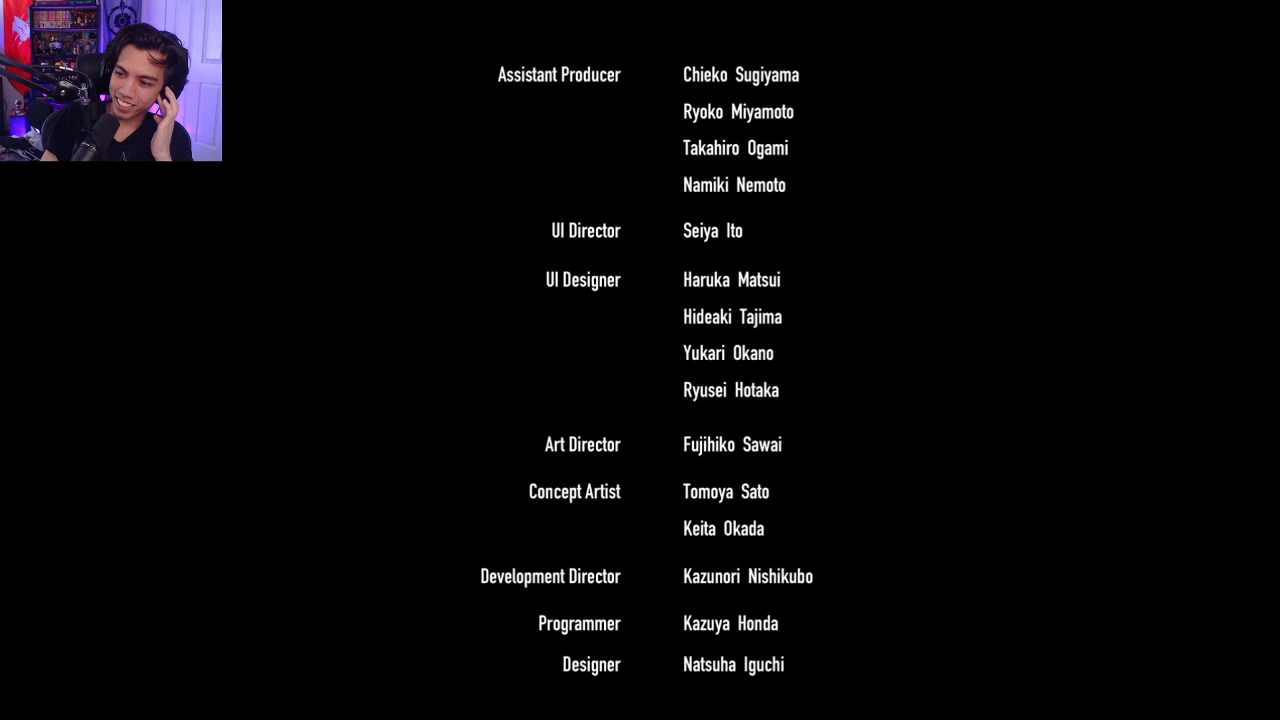 Assistant Producer Chieko Sugiyama
Ryoko Miyamoto
Takahiro Ogami
Namiki Nemoto
UI Director Seiya Ito
UI Designer Haruka Matsui
Hideaki Tajima
Yukari Okano
Ryusei Hotaka
Art Director Fujihiko Sawai
Concept Artist Tomoya Sato
Keita Okada
Development Director Kazunori Nishikubo
Programmer Kazuya Honda
Designer Natsuha Iguchi